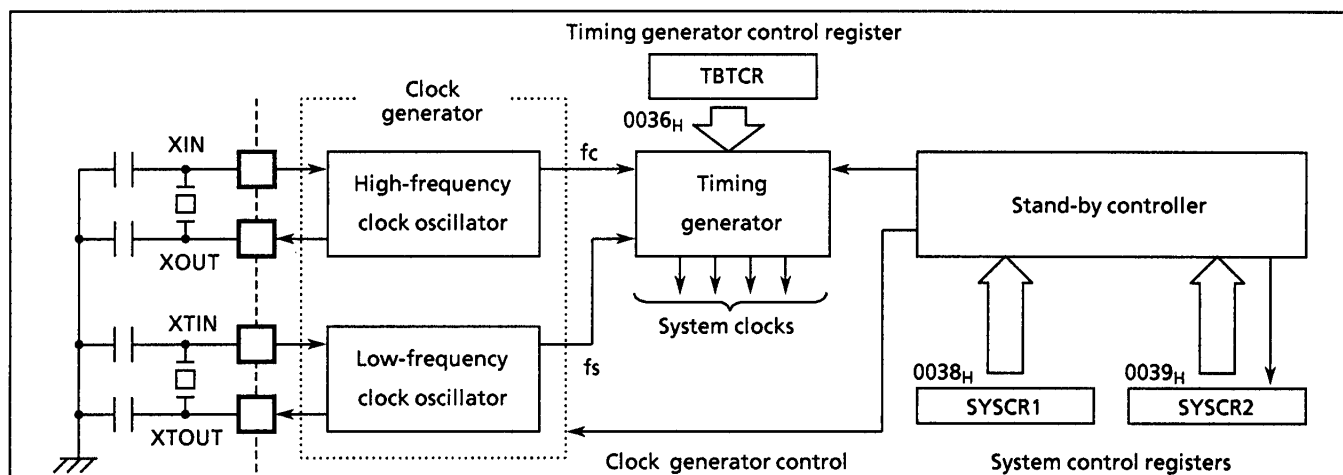 Timing generator control register
TBTCR
Clock
generator
0036H
XIN
fc
High-frequency
clock oscillator
Timing
generator
Stand-by controller
XOUT
System clocks
XTIN
Low-frequency
clock oscillator
fs
0038H
0039H
SYSCR1
SYSCR2
XTOUT
Clock generator control
System control registers